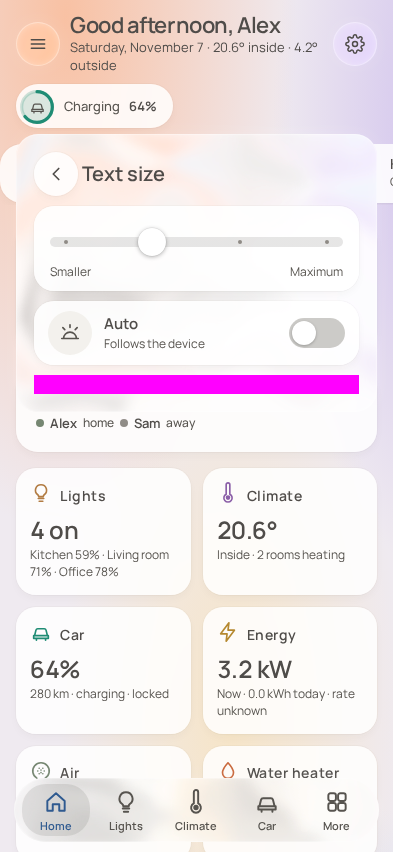 Good afternoon, Alex
Saturday, November 7 · 20.6° inside · 4.2°
outside
Charging 64%
Text size
Smaller Maximum
Auto
Follows the device
Alex home Sam away
Lights
4 on
Kitchen 59% · Living room
71% · Office 78%
Climate
20.6°
Inside · 2 rooms heating
Car
64%
280 km · charging · locked
Energy
3.2 kW
Now · 0.0 kWh today · rate
unknown
Air
Water heater
Home Lights Climate Car More